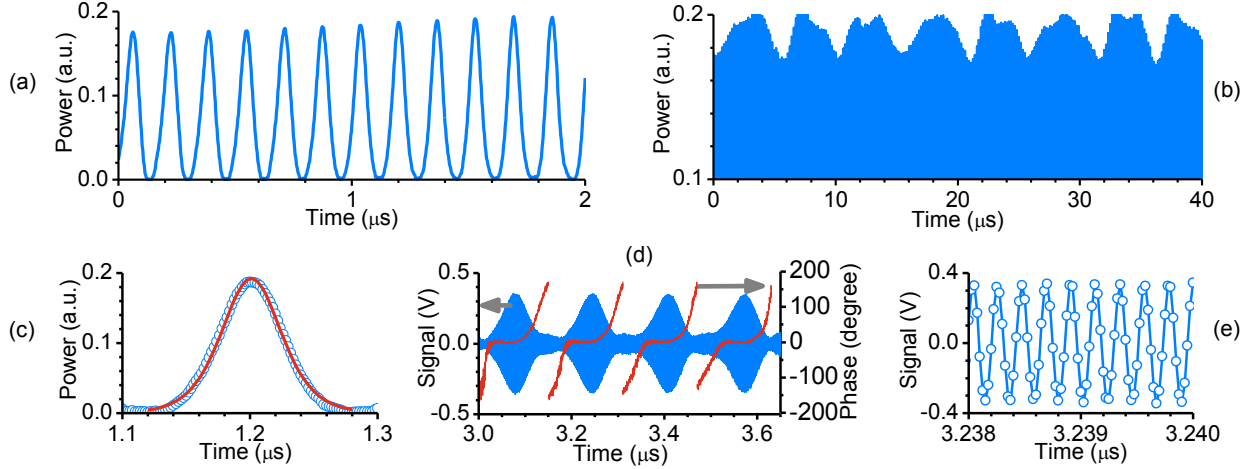 (a)
Power (a.u.)
0.2
0.1
0.0
0
1
2
Time (μs)
(b)
Power (a.u.)
0.2
0.1
0
10
20
30
40
Time (μs)
(c)
Power (a.u.)
0.2
0.1
0.0
1.1
1.2
1.3
Time (μs)
(d)
Signal (V)
0.5
0.0
-0.5
3.0
3.2
3.4
3.6
Time (μs)
200
100
0
-100
-200
Phase (degree)
(e)
Signal (V)
0.4
0.0
-0.4
3.238
3.239
3.240
Time (μs)